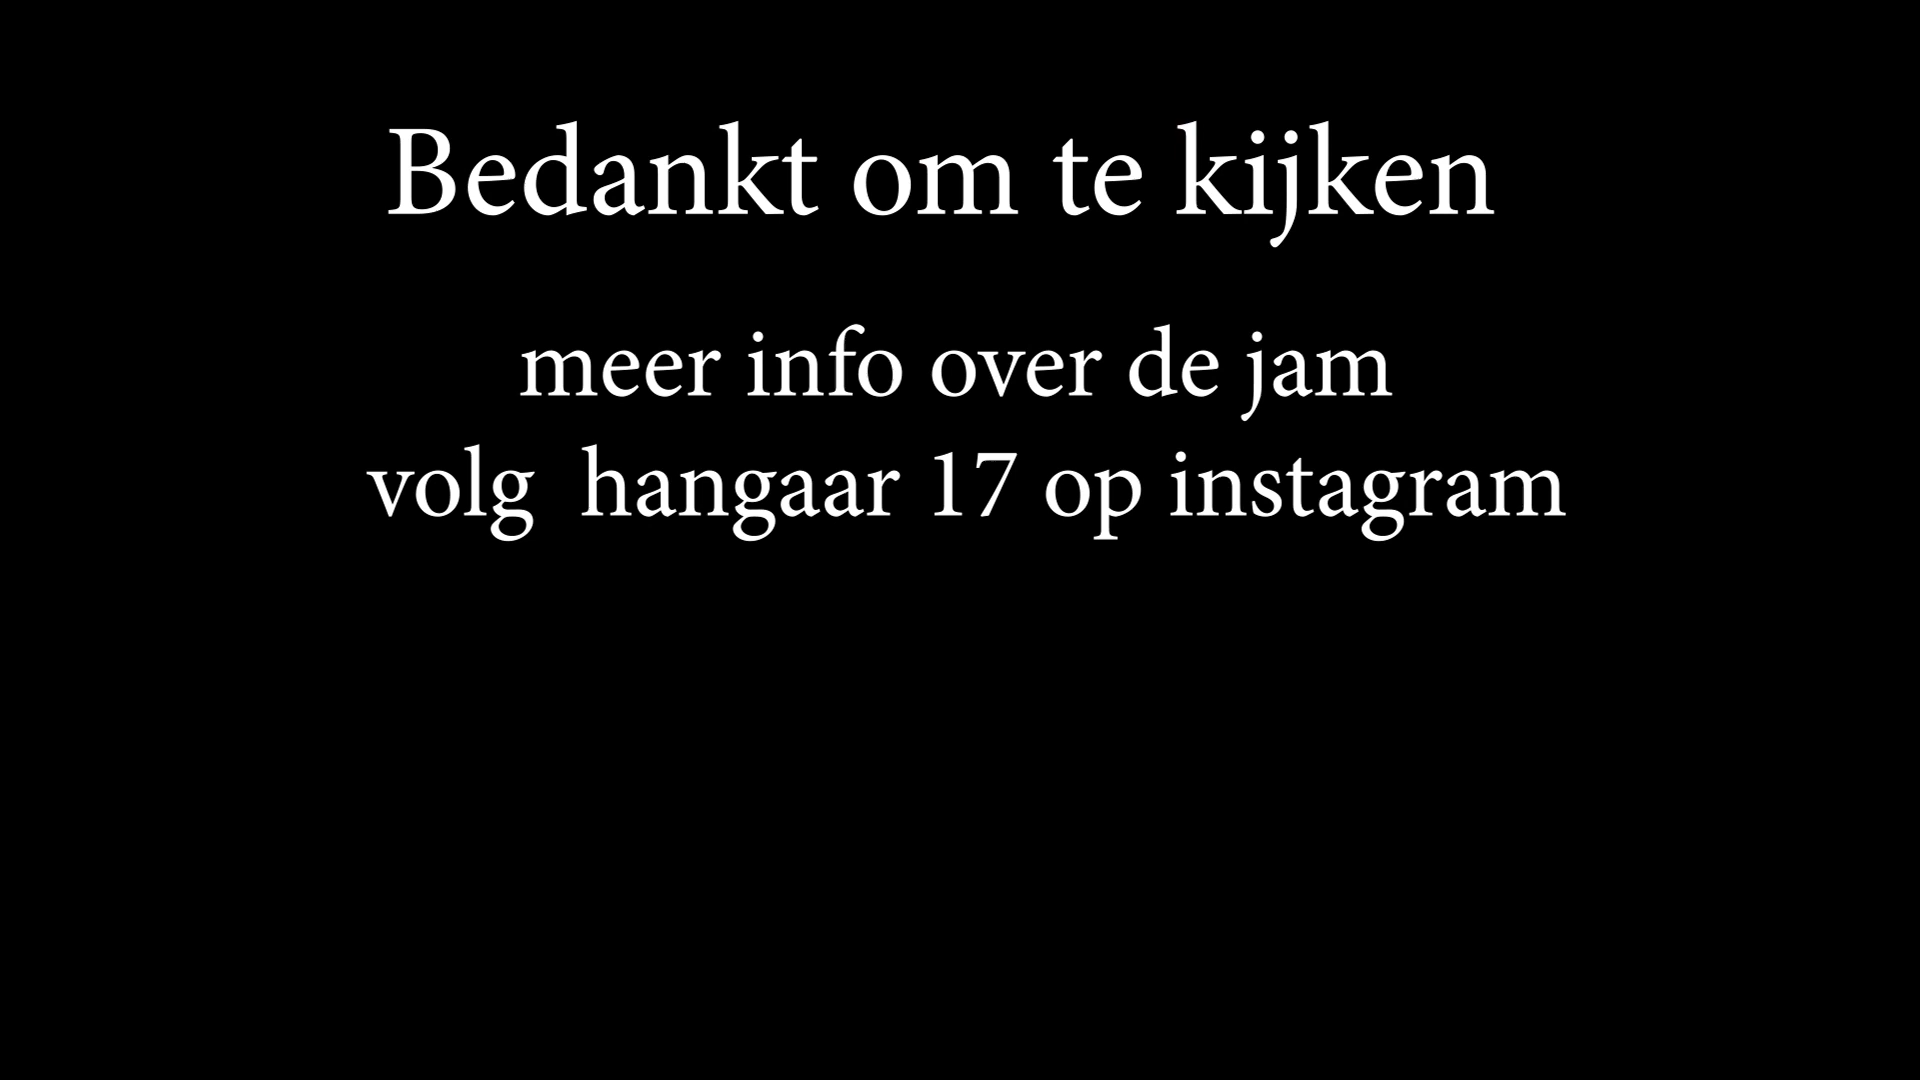 Bedankt om te kijken
meer info over de jam
volg  hangaar 17 op instagram